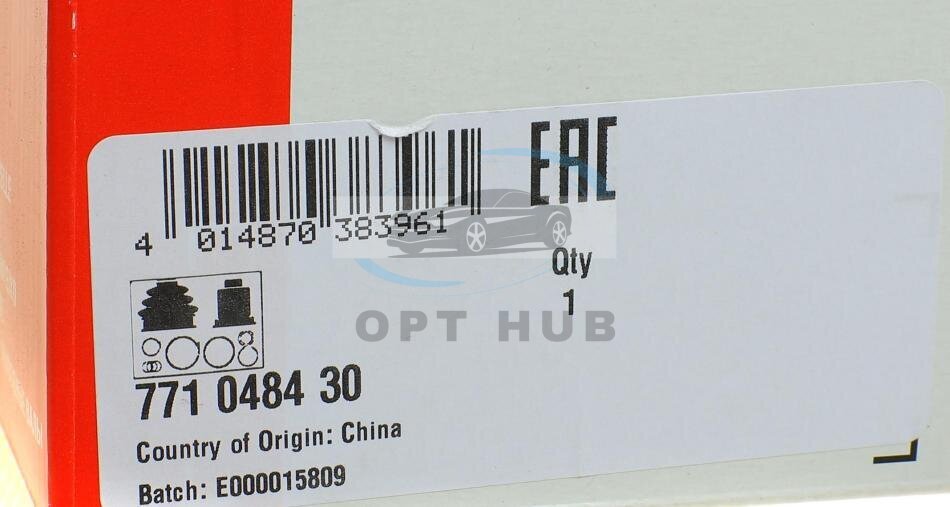 EAC
4 014870 383961
Qty
1
OPT HUB
771 0484 30
Country of Origin: China
Batch: E000015809